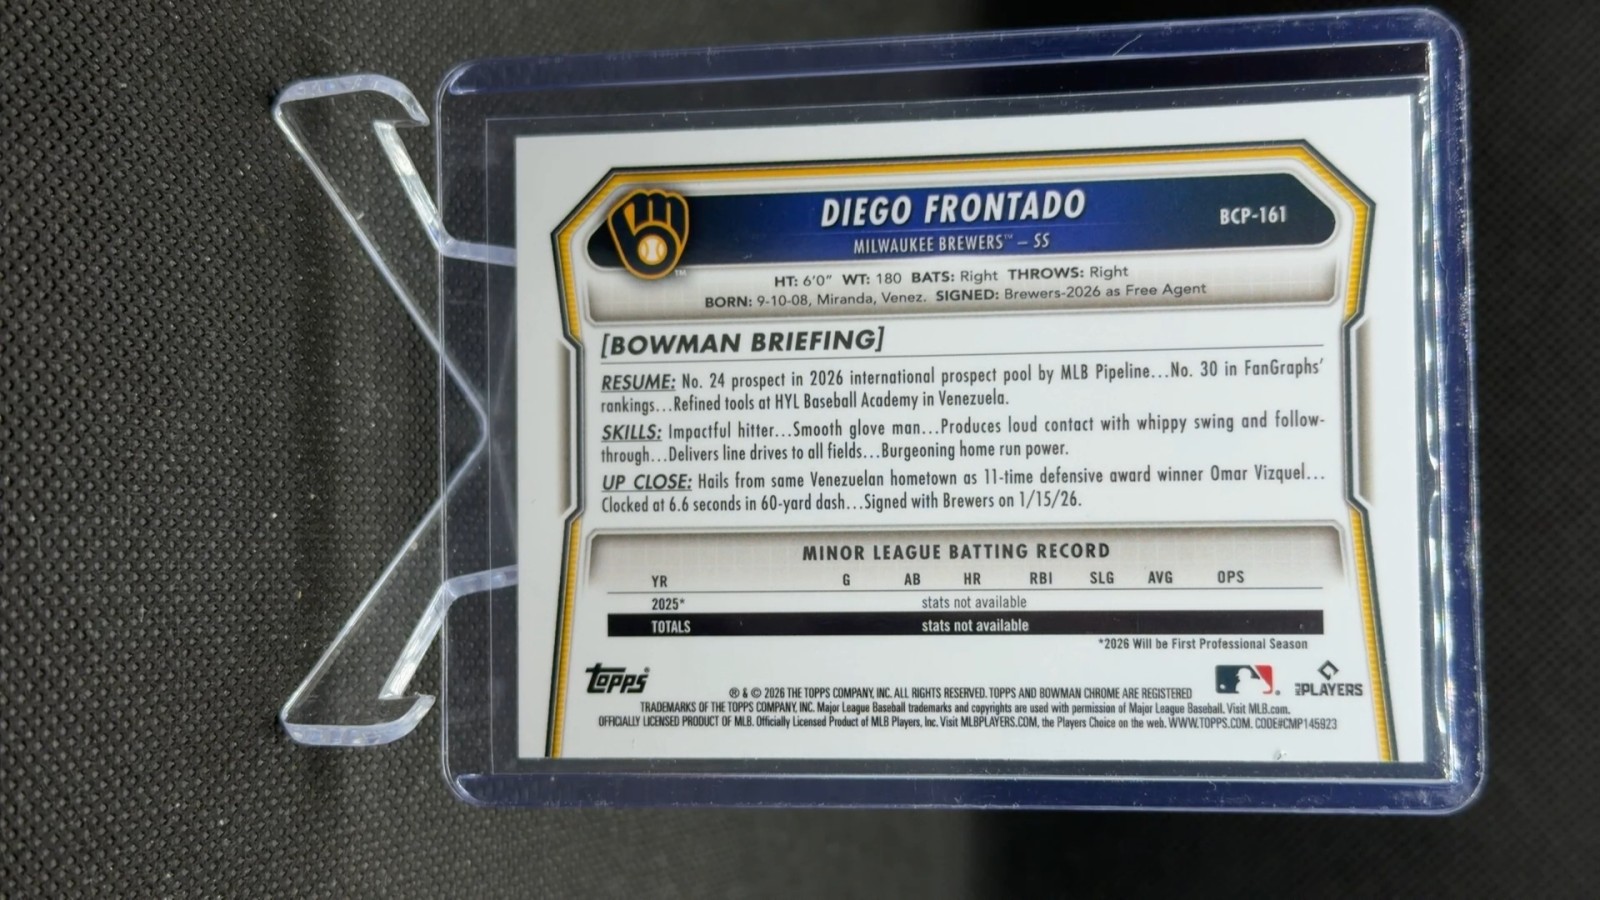 DIEGO FRONTADO
BCP-161
MILWAUKEE BREWERS™ – SS
HT: 6'0" WT: 180 BATS: Right THROWS: Right
BORN: 9-10-08, Miranda, Venez. SIGNED: Brewers-2026 as Free Agent
[BOWMAN BRIEFING]
RESUME: No. 24 prospect in 2026 international prospect pool by MLB Pipeline...No. 30 in FanGraphs'
rankings...Refined tools at HYL Baseball Academy in Venezuela.
SKILLS: Impactful hitter...Smooth glove man...Produces loud contact with whippy swing and follow-
through...Delivers line drives to all fields...Burgeoning home run power.
UP CLOSE: Hails from same Venezuelan hometown as 11-time defensive award winner Omar Vizquel...
Clocked at 6.6 seconds in 60-yard dash...Signed with Brewers on 1/15/26.
MINOR LEAGUE BATTING RECORD
YR G AB HR RBI SLG AVG OPS
2025* stats not available
TOTALS stats not available
*2026 Will be First Professional Season
Topps®
MLB PLAYERS
® & © 2026 THE TOPPS COMPANY, INC. ALL RIGHTS RESERVED. TOPPS AND BOWMAN CHROME ARE REGISTERED
TRADEMARKS OF THE TOPPS COMPANY, INC. Major League Baseball trademarks and copyrights are used with permission of Major League Baseball. Visit MLB.com.
OFFICIALLY LICENSED PRODUCT OF MLB. Officially Licensed Product of MLB Players, Inc. Visit MLBPLAYERS.COM, the Players Choice on the web. WWW.TOPPS.COM. CODE#CMP145923